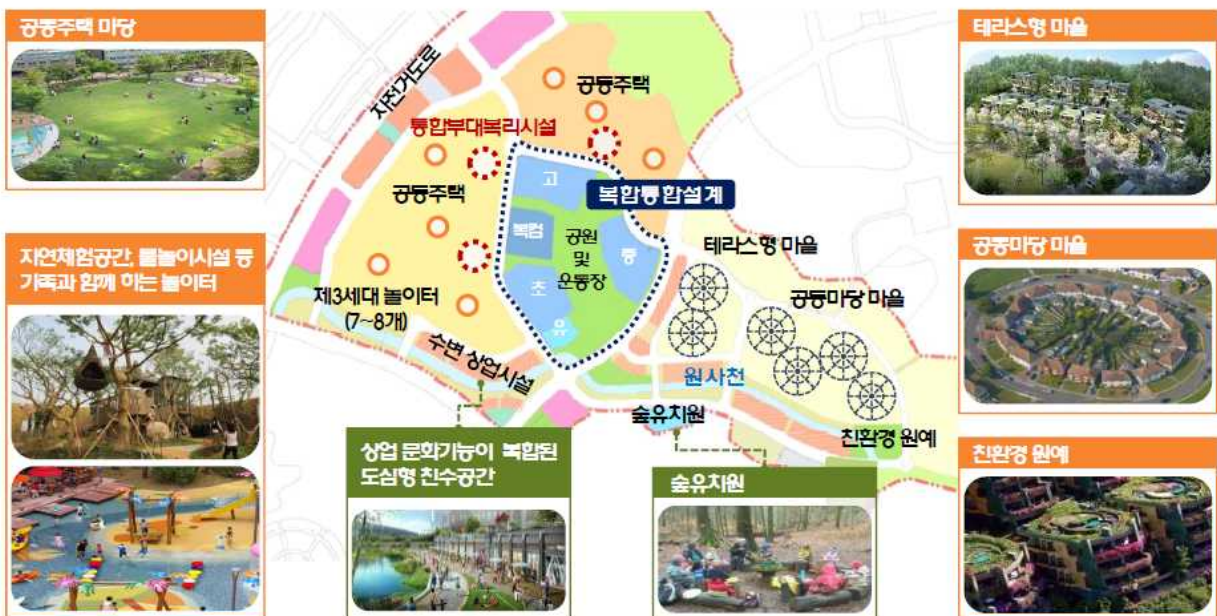 공동주택 마당
테라스형 마을
자전거도로
공동주택
통합부대복리시설
고
복합통합설계
공동주택
복컴
공원
및
운동장
중
테라스형 마을
자연체험공간, 물놀이시설 등
가족과 함께 하는 놀이터
공동마당 마을
공동마당 마을
제3세대 놀이터
(7~8개)
초
유
수변 상업시설
원사천
숲유치원
친환경 원예
상업 문화기능이 복합된
도심형 친수공간
숲유치원
친환경 원예